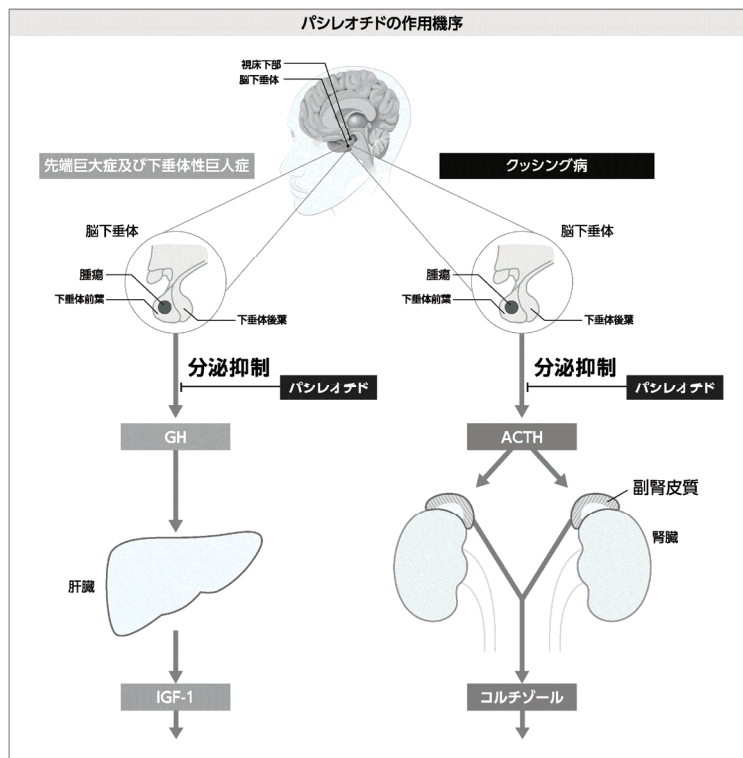 パシレオチドの作用機序
視床下部
脳下垂体
先端巨大症及び下垂体性巨人症
クッシング病
脳下垂体
腫瘍
下垂体前葉
下垂体後葉
分泌抑制
パシレオチド
GH
肝臓
IGF-1
脳下垂体
腫瘍
下垂体前葉
下垂体後葉
分泌抑制
パシレオチド
ACTH
副腎皮質
腎臓
コルチゾール